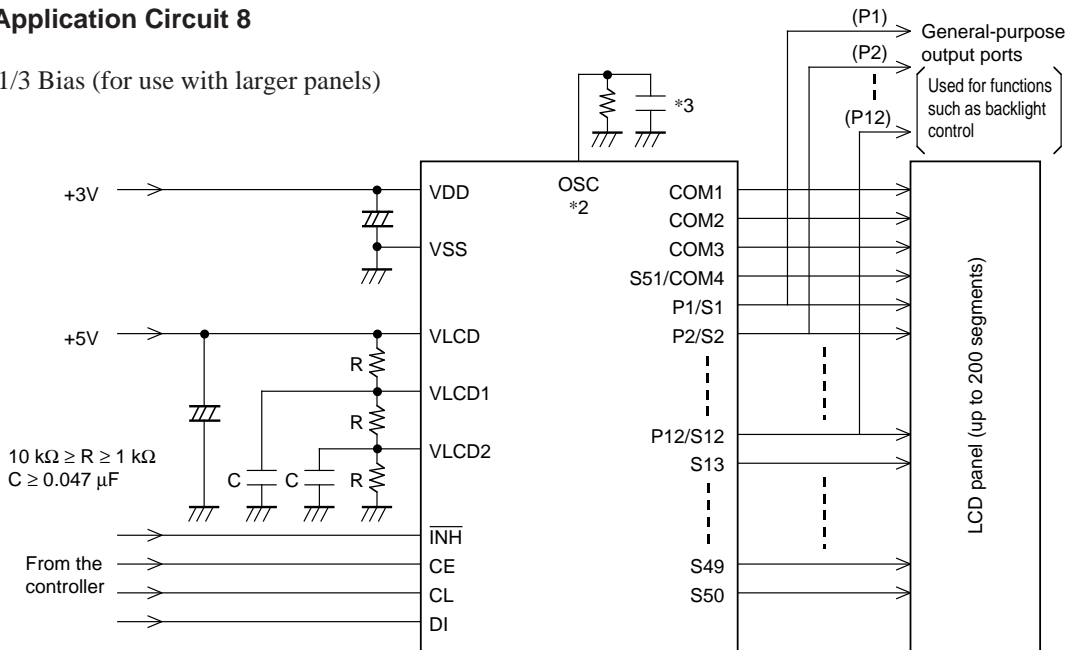 Application Circuit 8
1/3 Bias (for use with larger panels)
(P1)
General-purpose
output ports
(P2)
Used for functions
such as backlight
control
(P12)
*3
OSC
*2
+3V
VDD
VSS
+5V
VLCD
R
VLCD1
R
VLCD2
R
C
C
10 kΩ ≥ R ≥ 1 kΩ
C ≥ 0.047 µF
INH
From the
controller
CE
CL
DI
COM1
COM2
COM3
S51/COM4
P1/S1
P2/S2
P12/S12
S13
S49
S50
LCD panel (up to 200 segments)